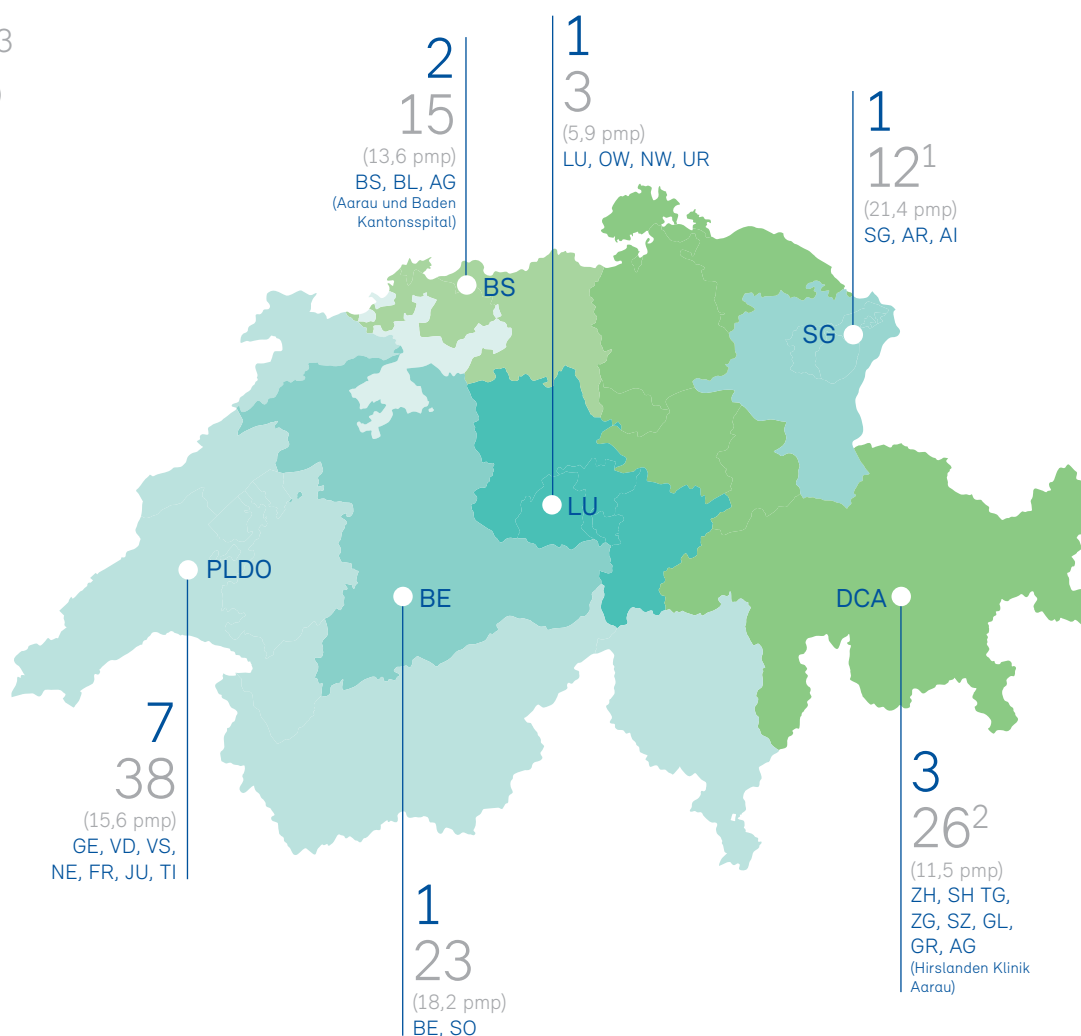 3
2
15
(13,6 pmp)
BS, BL, AG
(Aarau und Baden
Kantonsspital)
1
3
(5,9 pmp)
LU, OW, NW, UR
1
12¹
(21,4 pmp)
SG, AR, AI
BS
SG
LU
PLDO
BE
DCA
7
38
(15,6 pmp)
GE, VD, VS,
NE, FR, JU, TI
1
23
(18,2 pmp)
BE, SO
3
26²
(11,5 pmp)
ZH, SH TG,
ZG, SZ, GL,
GR, AG
(Hirslanden Klinik
Aarau)